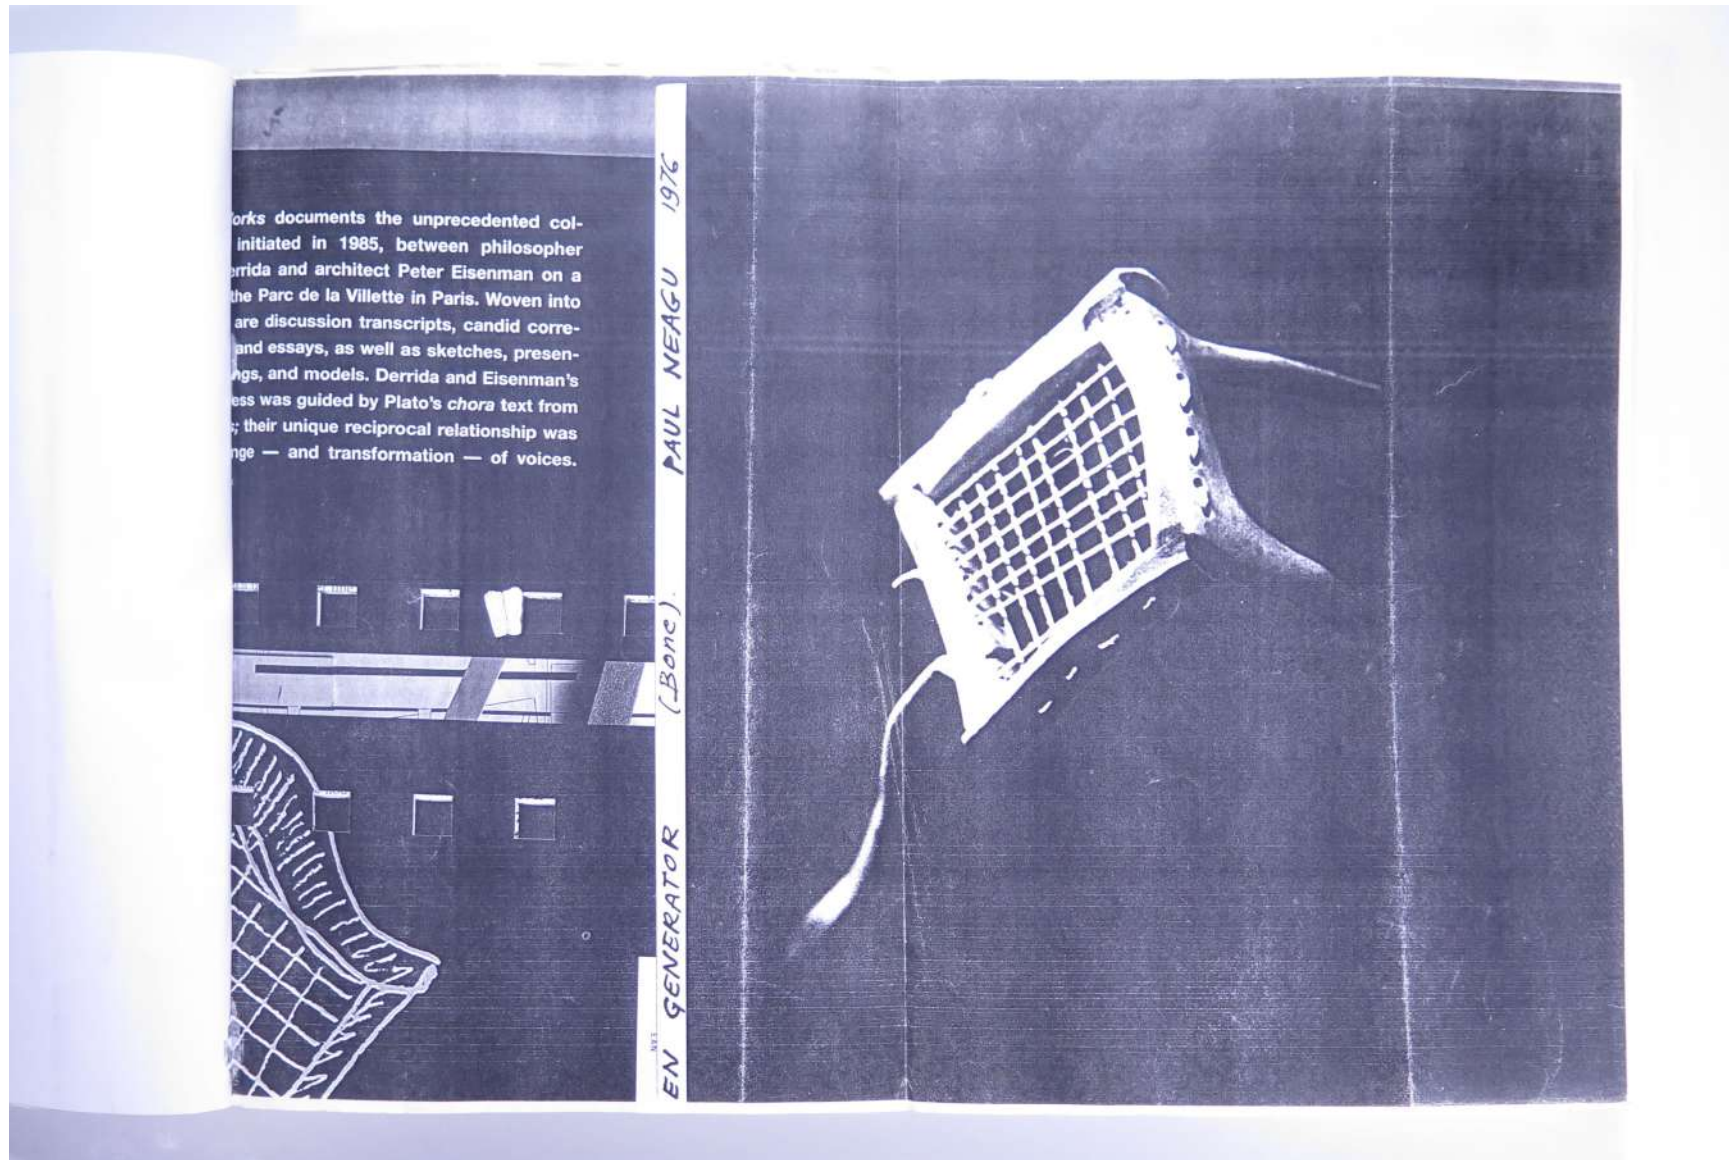 orks documents the unprecedented col-
initiated in 1985, between philosopher
errida and architect Peter Eisenman on a
the Parc de la Villette in Paris. Woven into
are discussion transcripts, candid corre-
and essays, as well as sketches, presen-
ngs, and models. Derrida and Eisenman's
ess was guided by Plato's chora text from
s; their unique reciprocal relationship was
nge — and transformation — of voices.
EN GENERATOR (Bone). PAUL NEAGU 1976